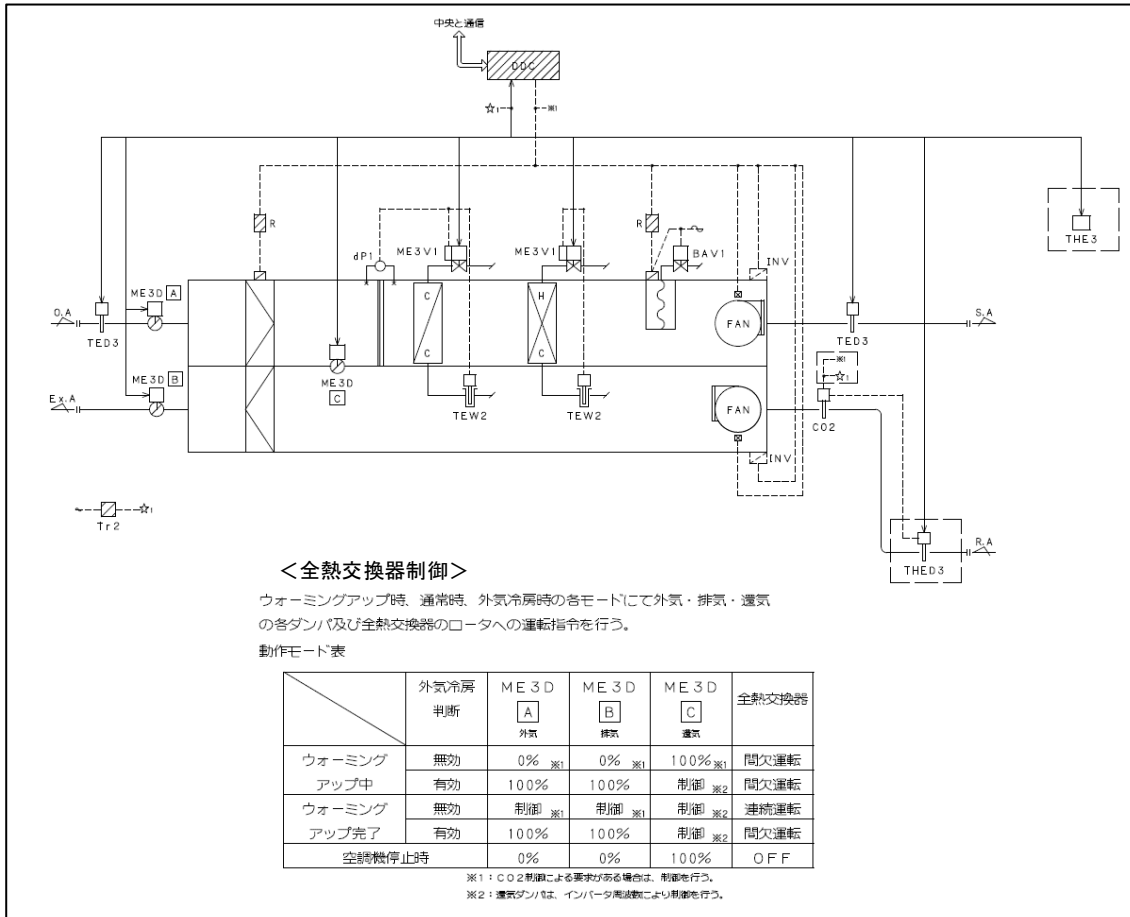 中央と通信
DDC
☆1 ※1
R
dP1
ME3V1
ME3V1
R
BAV1
INV
THE3
O.A
TED3
ME3D A
C
C
H
C
FAN
TED3
S.A
Ex.A
ME3D B
ME3D
C
TEW2
TEW2
FAN
INV
※1
☆1
CO2
Tr2
☆1
THED3
R.A
<全熱交換器制御>
ウォーミングアップ時、通常時、外気冷房時の各モードにて外気・排気・還気
の各ダンパ及び全熱交換器のロータへの運転指令を行う。
動作モード表
外気冷房判断 ME3D A 外気 ME3D B 排気 ME3D C 還気 全熱交換器
ウォーミングアップ中 無効 0% ※1 0% ※1 100% ※1 間欠運転
有効 100% 100% 制御 ※2 間欠運転
ウォーミングアップ完了 無効 制御 ※1 制御 ※1 制御 ※2 連続運転
有効 100% 100% 制御 ※2 間欠運転
空調機停止時 0% 0% 100% OFF
※1：CO2制御による要求がある場合は、制御を行う。
※2：還気ダンパは、インバータ周波数により制御を行う。